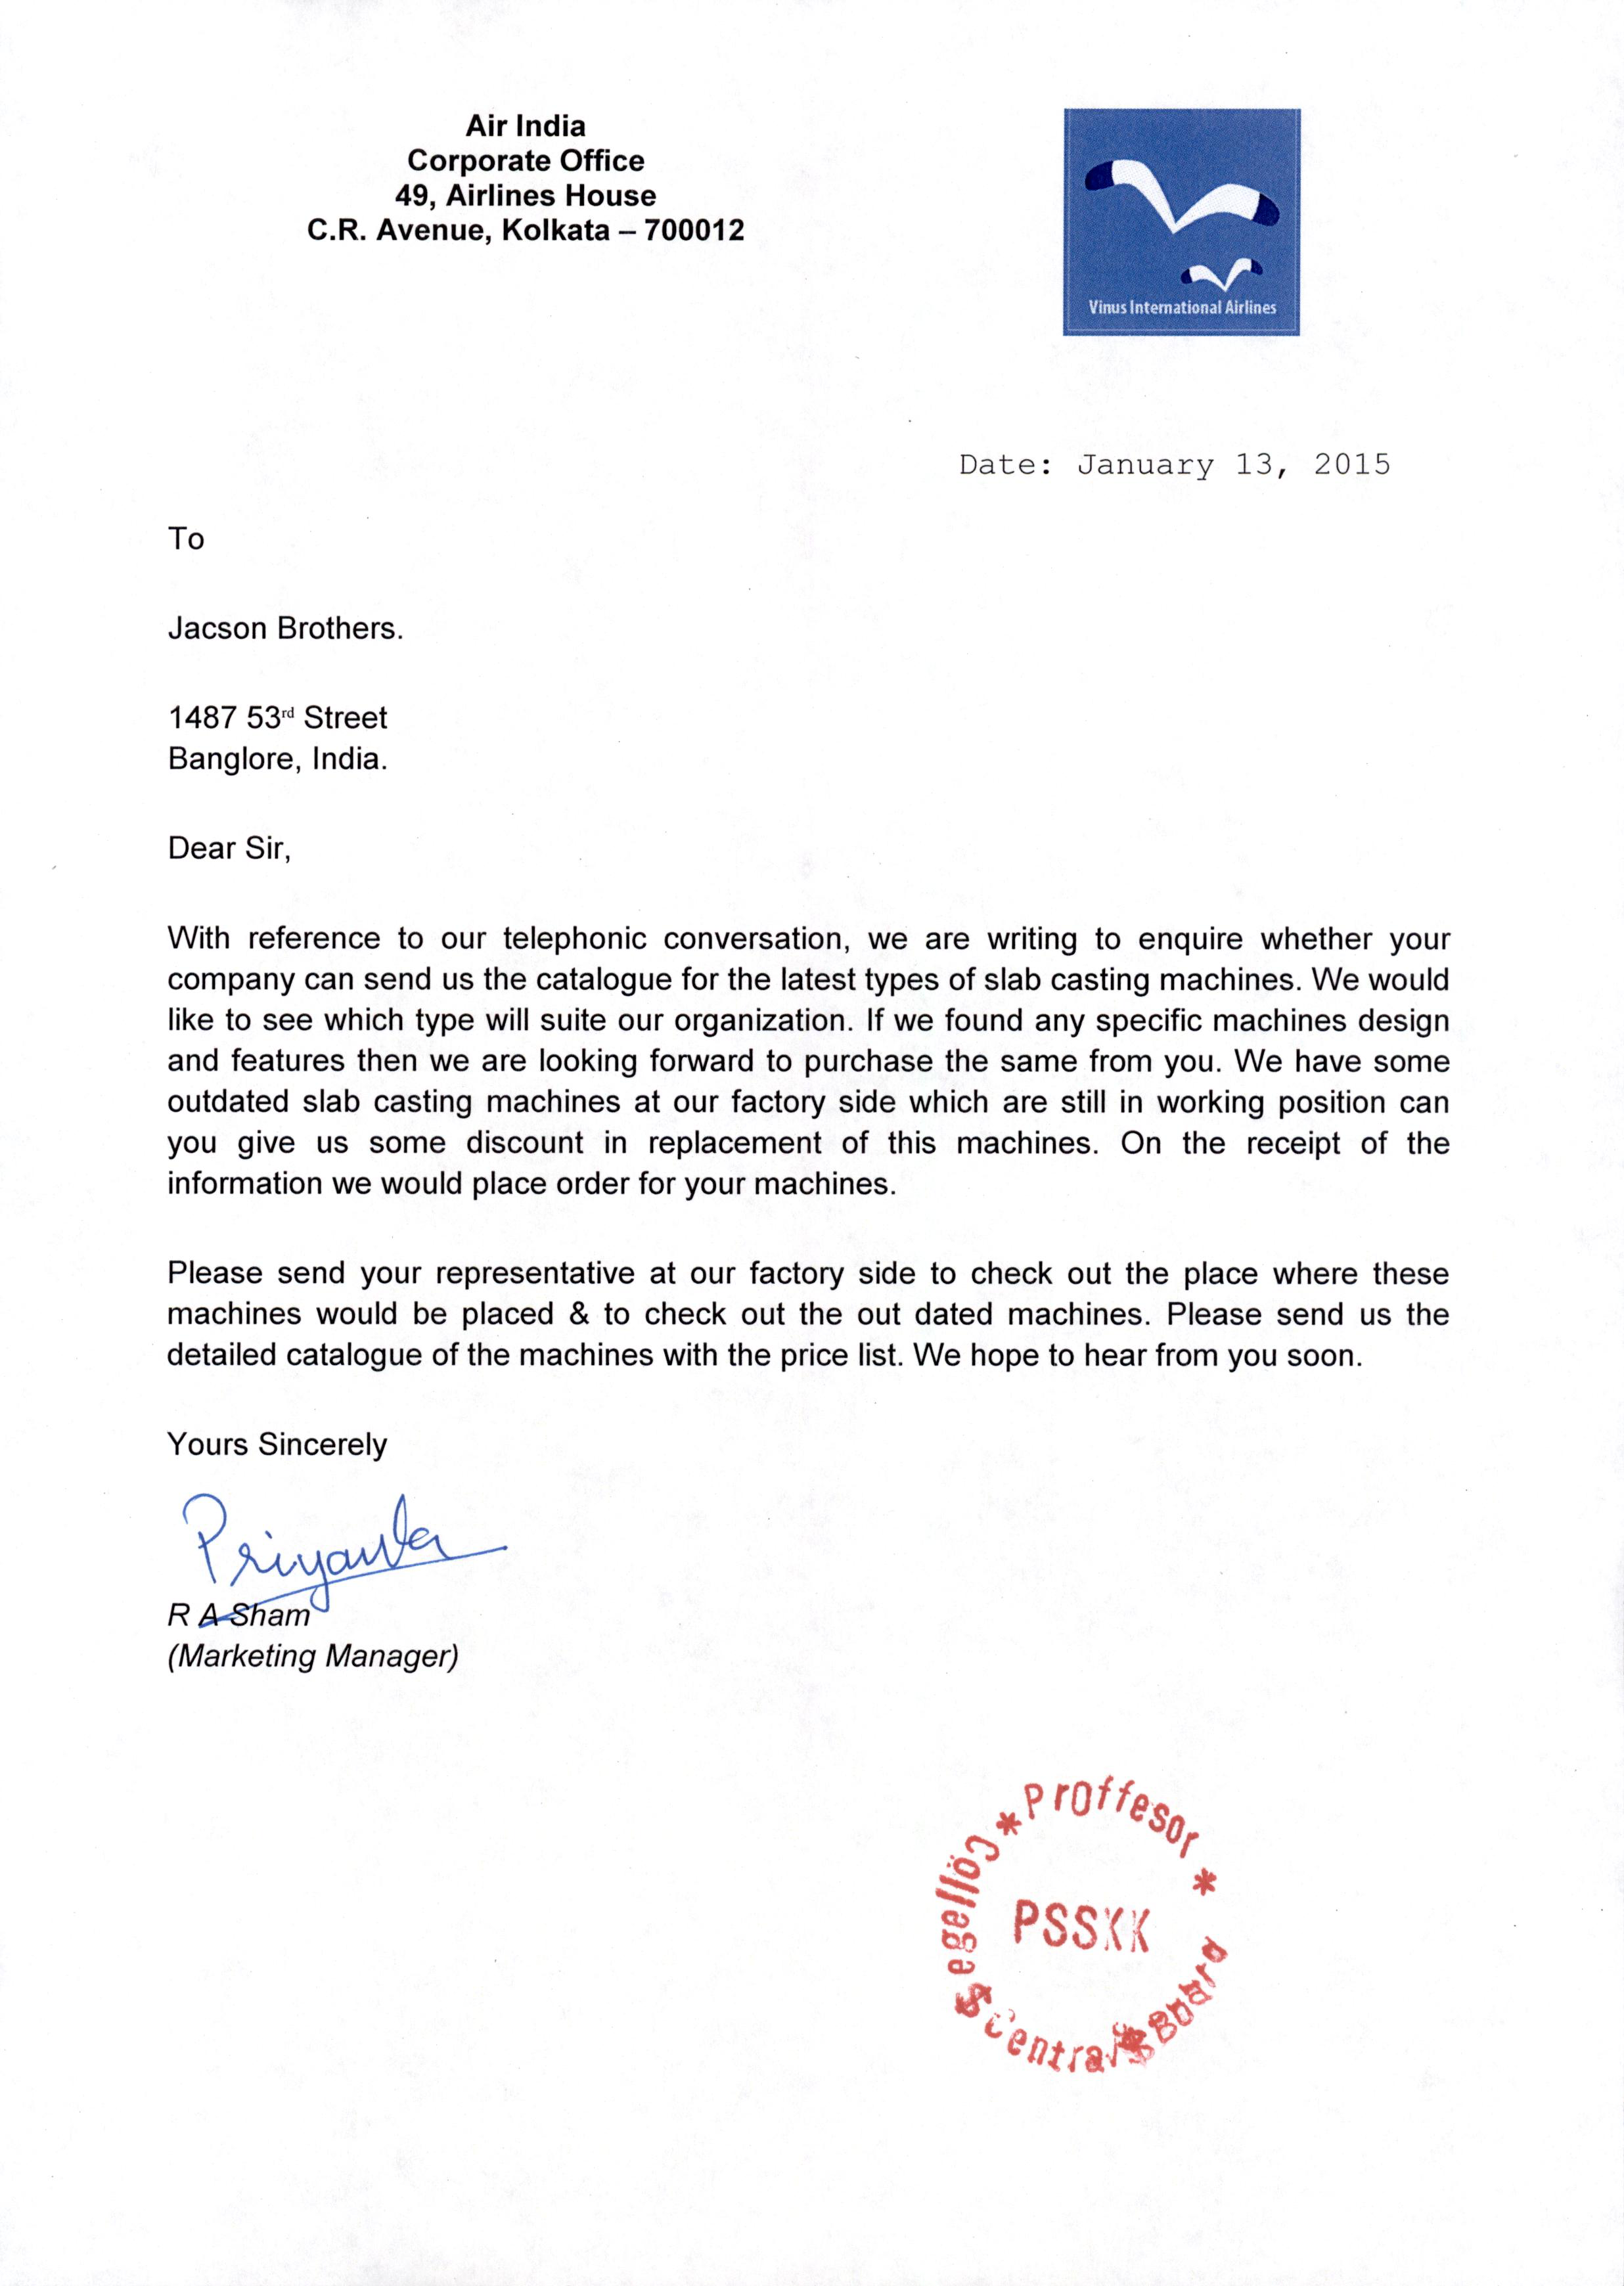 Air India
Corporate Office
49, Airlines House
C.R. Avenue, Kolkata – 700012
Vinus International Airlines
Date: January 13, 2015
To
Jacson Brothers.
1487 53rd Street
Banglore, India.
Dear Sir,
With reference to our telephonic conversation, we are writing to enquire whether your
company can send us the catalogue for the latest types of slab casting machines. We would
like to see which type will suite our organization. If we found any specific machines design
and features then we are looking forward to purchase the same from you. We have some
outdated slab casting machines at our factory side which are still in working position can
you give us some discount in replacement of this machines. On the receipt of the
information we would place order for your machines.
Please send your representative at our factory side to check out the place where these
machines would be placed & to check out the out dated machines. Please send us the
detailed catalogue of the machines with the price list. We hope to hear from you soon.
Yours Sincerely
Priyanka
R A Sham
(Marketing Manager)
* Proffesor *
Cöllege
PSSKK
Central Board